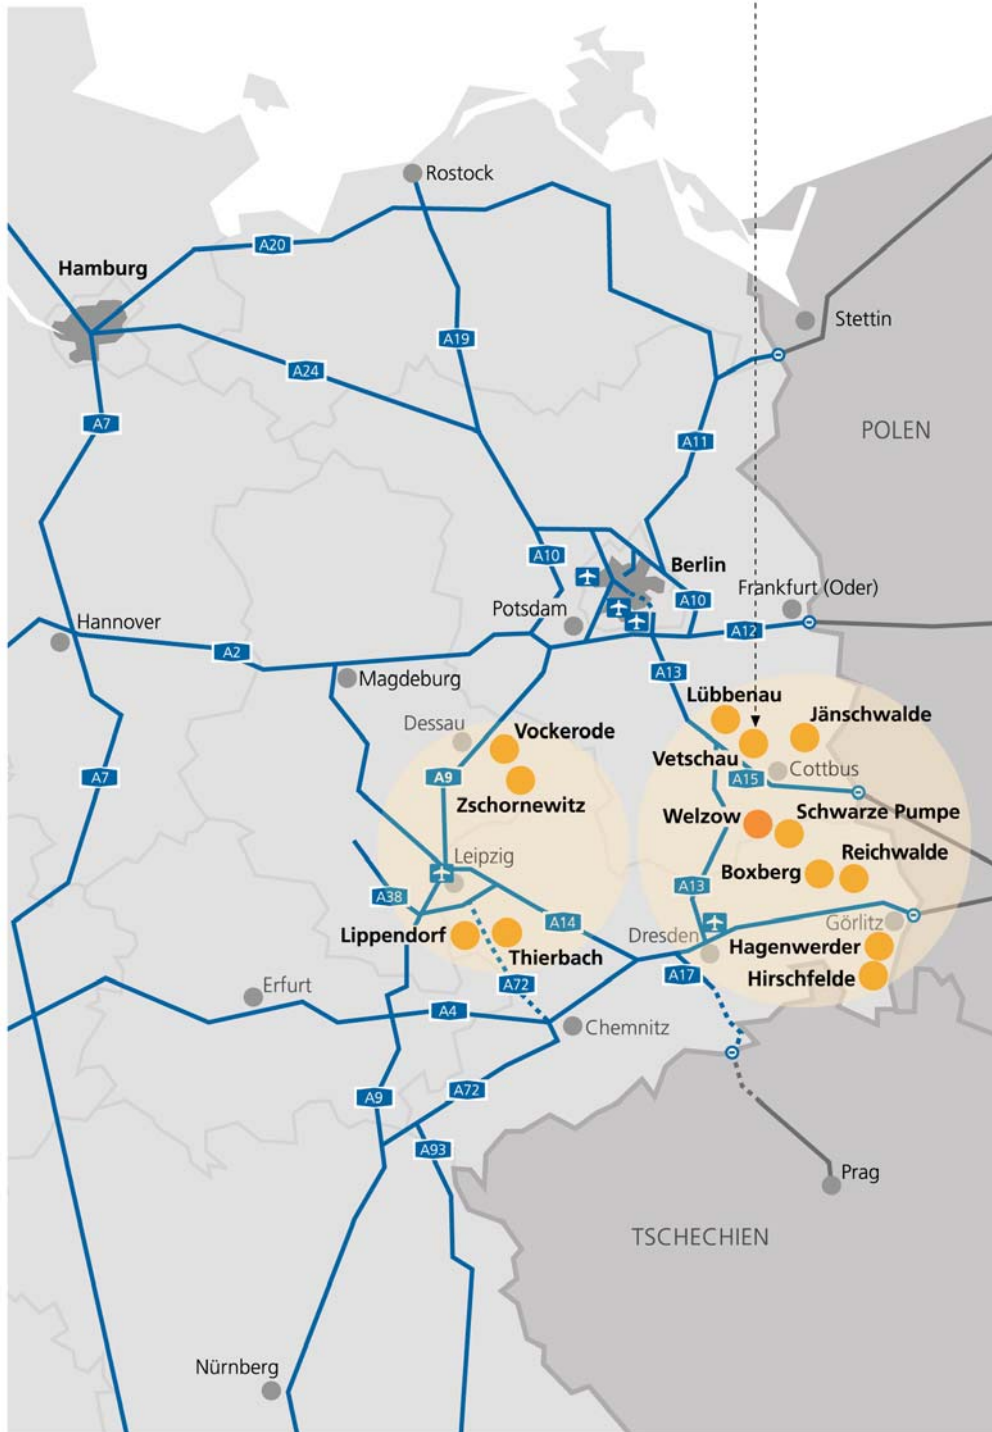 Rostock
A20
Hamburg
Stettin
A19
A24
A7
POLEN
A11
A10
Berlin
Frankfurt (Oder)
A10
Potsdam
Hannover
A12
A2
A13
Magdeburg
Lübbenau
Jänschwalde
Dessau
Vockerode
Vetschau
Cottbus
A7
A9
A15
Zschornewitz
Welzow
Schwarze Pumpe
Leipzig
Reichwalde
Boxberg
A38
A13
A14
Görlitz
Lippendorf
Dresden
Hagenwerder
Thierbach
A17
Hirschfelde
A72
Erfurt
A4
Chemnitz
A72
A9
A93
Prag
TSCHECHIEN
Nürnberg